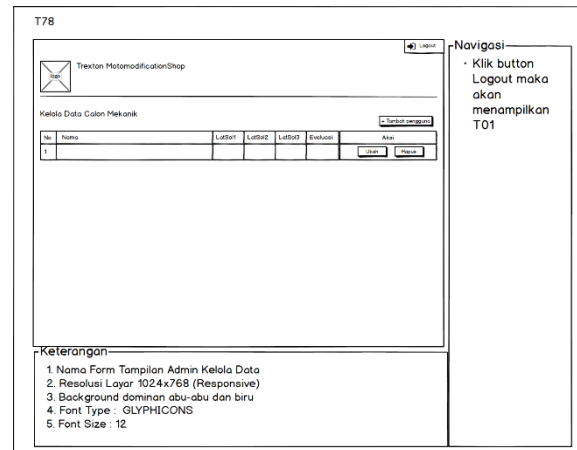 T78
Logout
logo
Trexton MotomodificationShop
Kelola Data Calon Mekanik
+ Tambah pengguna
No Nama LatSol1 LatSol2 LatSol3 Evaluasi Aksi
1 Ubah Hapus
Navigasi
· Klik button
Logout maka
akan
menampilkan
T01
Keterangan
1. Nama Form Tampilan Admin Kelola Data
2. Resolusi Layar 1024x768 (Responsive)
3. Background dominan abu-abu dan biru
4. Font Type : GLYPHICONS
5. Font Size : 12